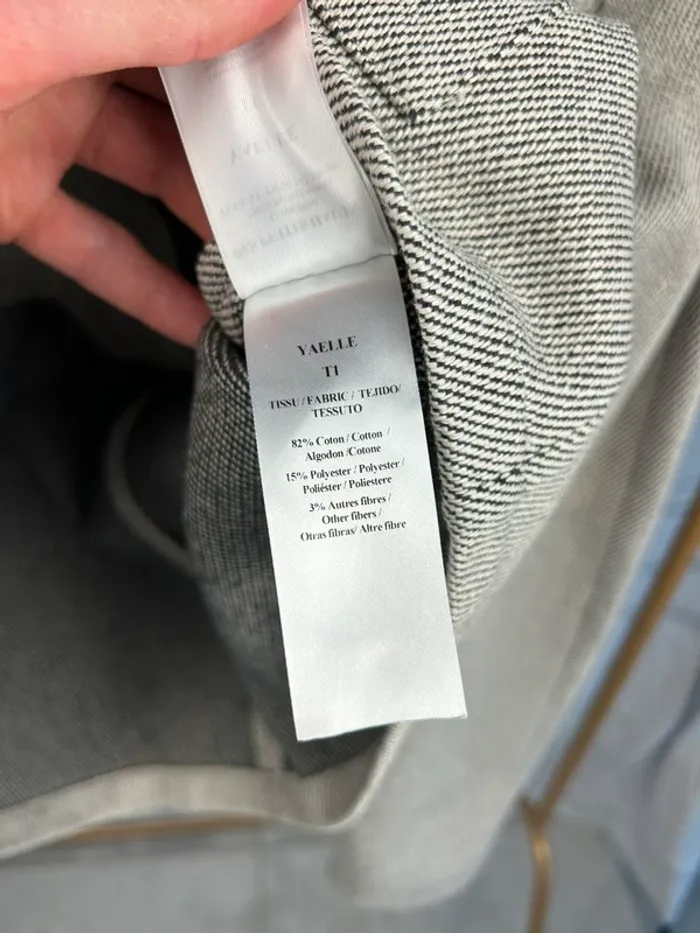 YAELLE
T1
TISSU / FABRIC / TEJIDO/
TESSUTO
82% Coton / Cotton /
Algodon /Cotone
15% Polyester / Polyester /
Poliéster / Poliestere
3% Autres fibres /
Other fibers /
Otras fibras/ Altre fibre